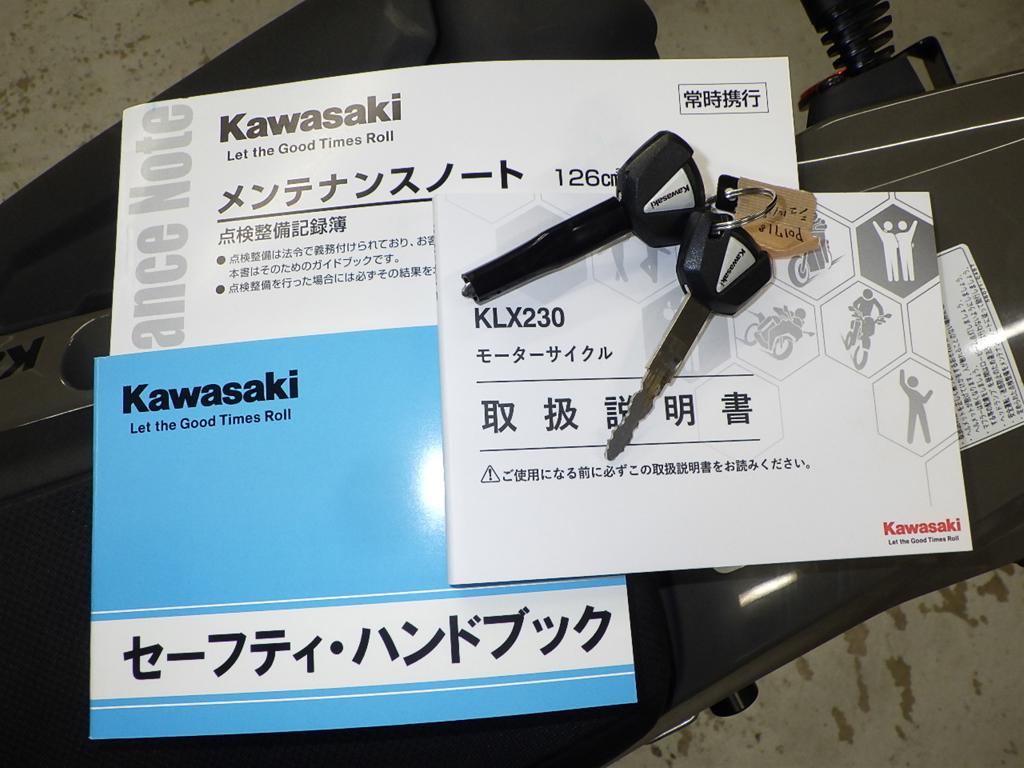 ance Note
Kawasaki
Let the Good Times Roll
常時携行
メンテナンスノート 126c
点検整備記録簿
● 点検整備は法令で義務付けられており、お客
本書はそのためのガイドブックです。
● 点検整備を行った場合には必ずその結果を
Kawasaki
Kawasaki
KLX230
モーターサイクル
取扱説明書
⚠ご使用になる前に必ずこの取扱説明書をお読みください。
Kawasaki
Let the Good Times Roll
Kawasaki
Let the Good Times Roll
セーフティ・ハンドブック